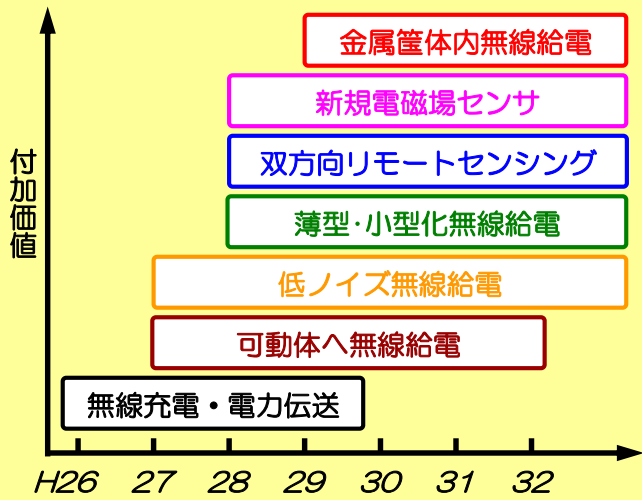 金属筐体内無線給電
新規電磁場センサ
双方向リモートセンシング
薄型・小型化無線給電
低ノイズ無線給電
可動体へ無線給電
無線充電・電力伝送
付加価値
H26 27 28 29 30 31 32